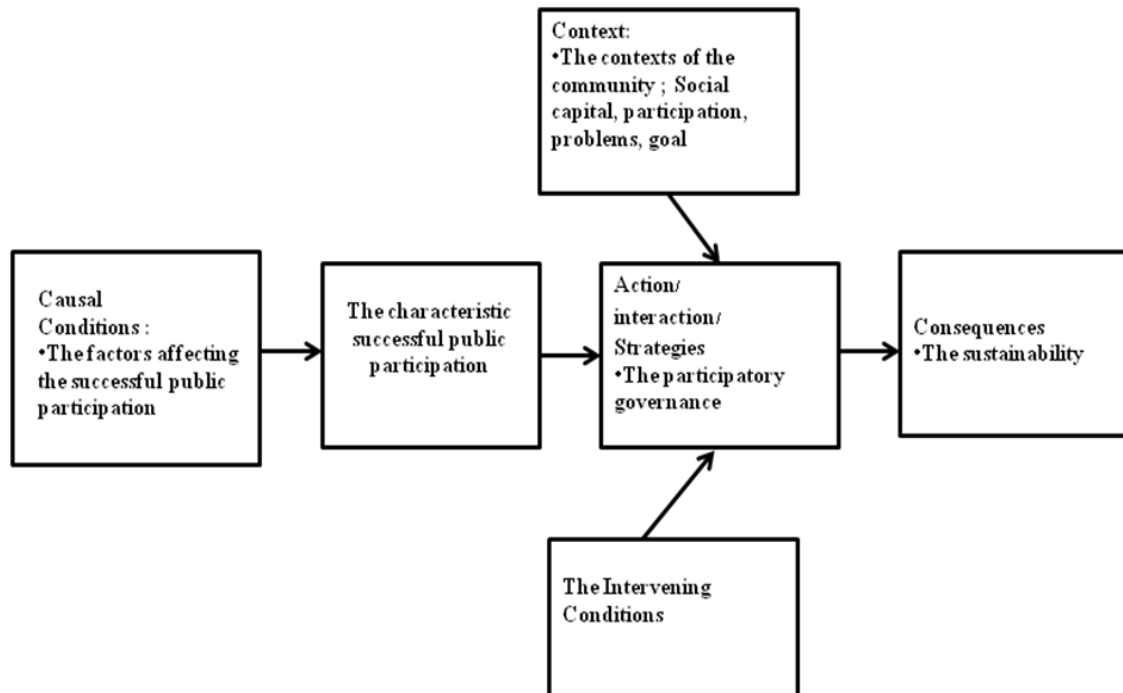 Context:
•The contexts of the
community ; Social
capital, participation,
problems, goal
Causal
Conditions :
•The factors affecting
the successful public
participation
The characteristic
successful public
participation
Action/
interaction/
Strategies
•The participatory
governance
Consequences
•The sustainability
The Intervening
Conditions